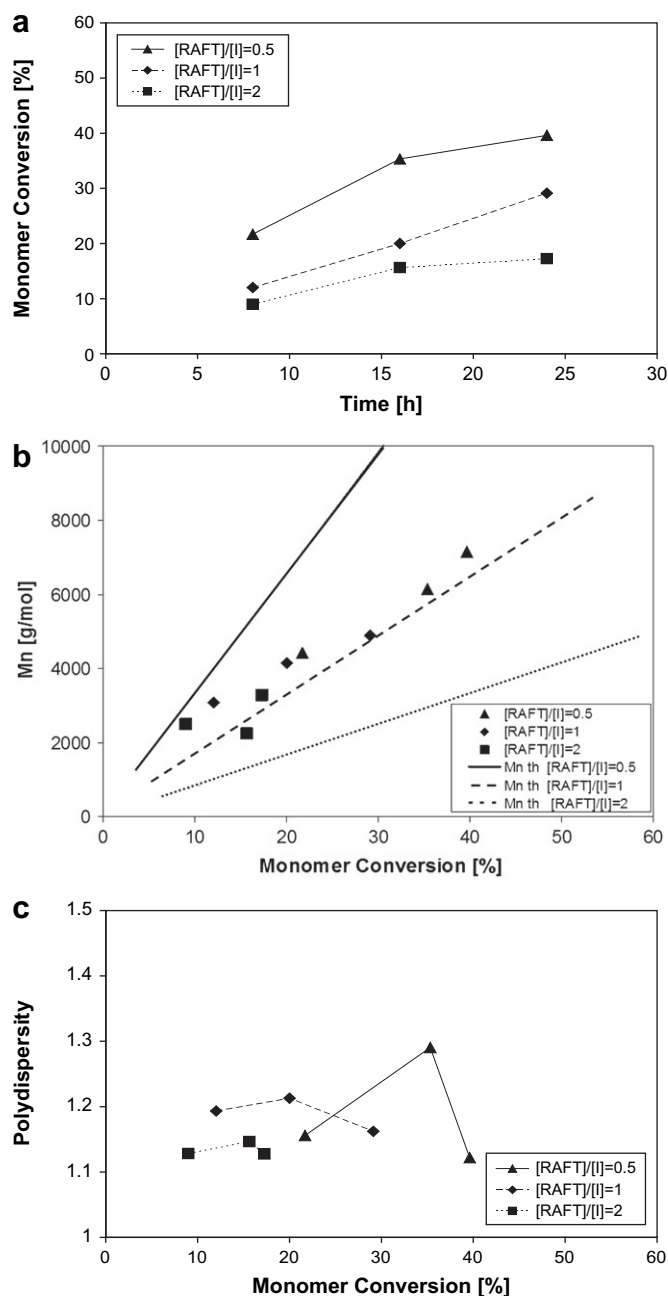 a
60
50
40
30
20
10
0
Monomer Conversion [%]
[RAFT]/[I]=0.5
[RAFT]/[I]=1
[RAFT]/[I]=2
0 5 10 15 20 25 30
Time [h]
b
10000
8000
6000
4000
2000
0
Mn [g/mol]
[RAFT]/[I]=0.5
[RAFT]/[I]=1
[RAFT]/[I]=2
Mn th [RAFT]/[I]=0.5
Mn th [RAFT]/[I]=1
Mn th [RAFT]/[I]=2
0 10 20 30 40 50 60
Monomer Conversion [%]
c
1.5
1.4
1.3
1.2
1.1
1
Polydispersity
[RAFT]/[I]=0.5
[RAFT]/[I]=1
[RAFT]/[I]=2
0 10 20 30 40 50 60
Monomer Conversion [%]